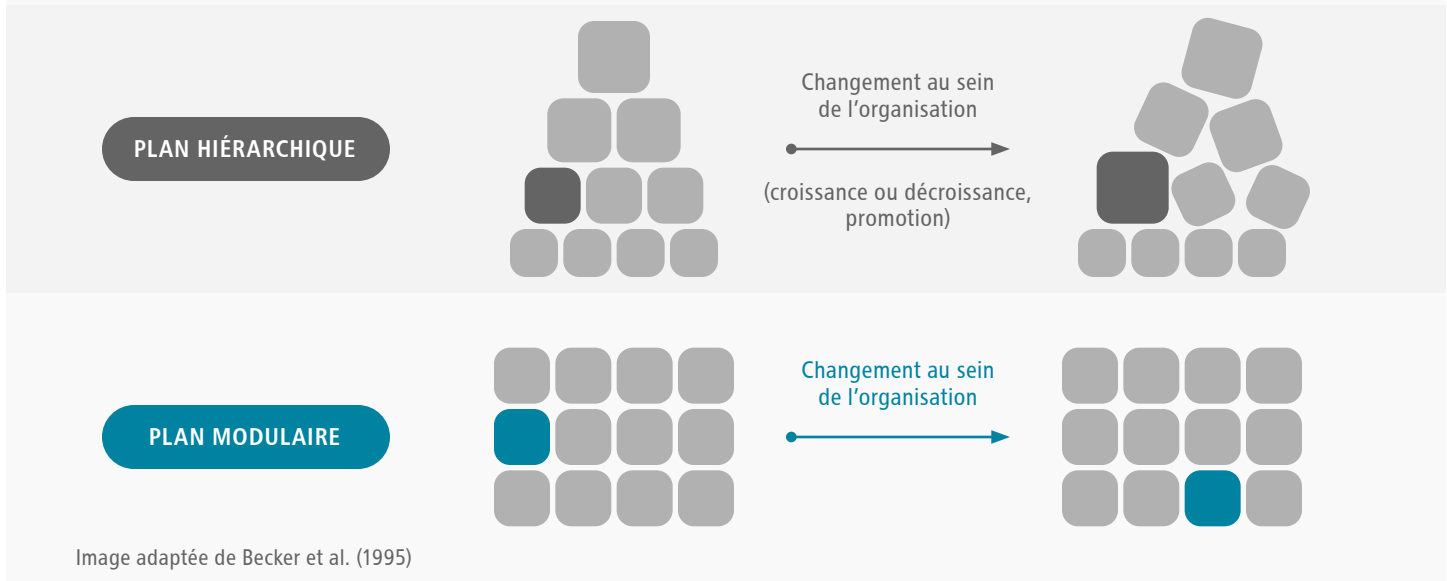 PLAN HIÉRARCHIQUE
Changement au sein
de l'organisation
(croissance ou décroissance,
promotion)
PLAN MODULAIRE
Changement au sein
de l'organisation
Image adaptée de Becker et al. (1995)